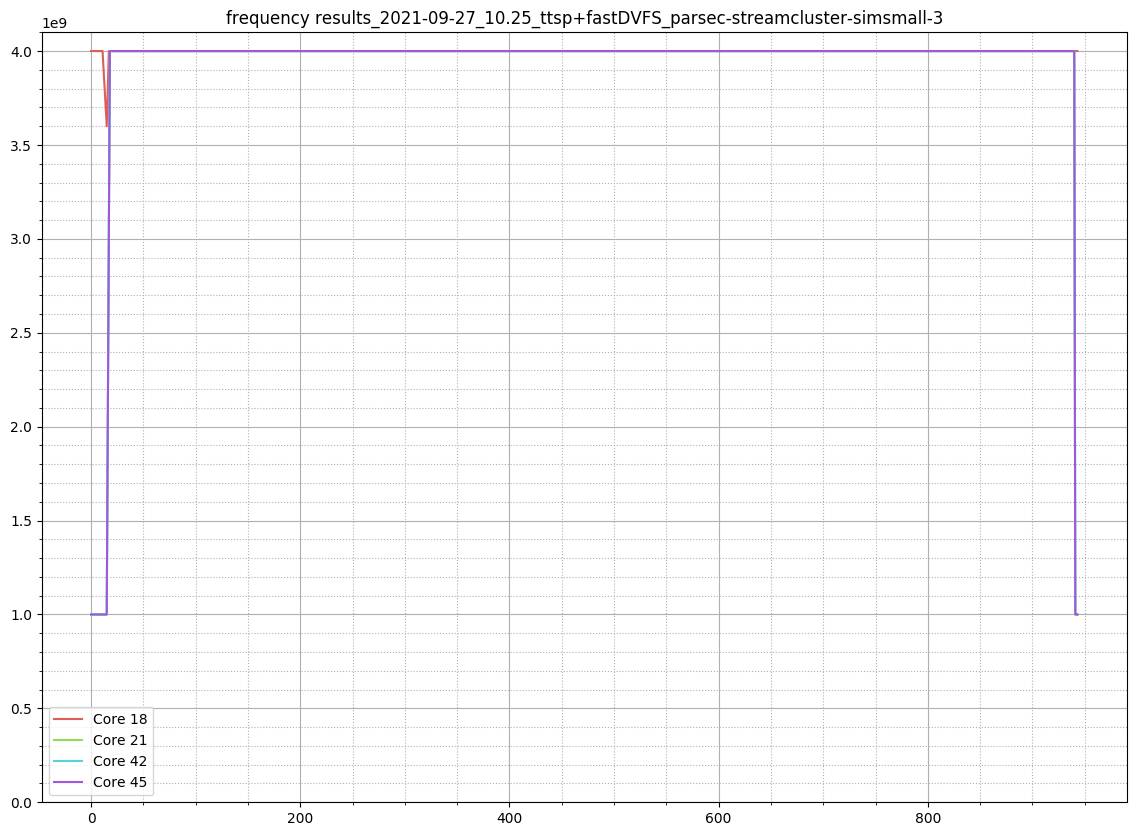 frequency results_2021-09-27_10.25_ttsp+fastDVFS_parsec-streamcluster-simsmall-3
1e9
4.0
3.5
3.0
2.5
2.0
1.5
1.0
0.5
0.0
Core 18
Core 21
Core 42
Core 45
0 200 400 600 800